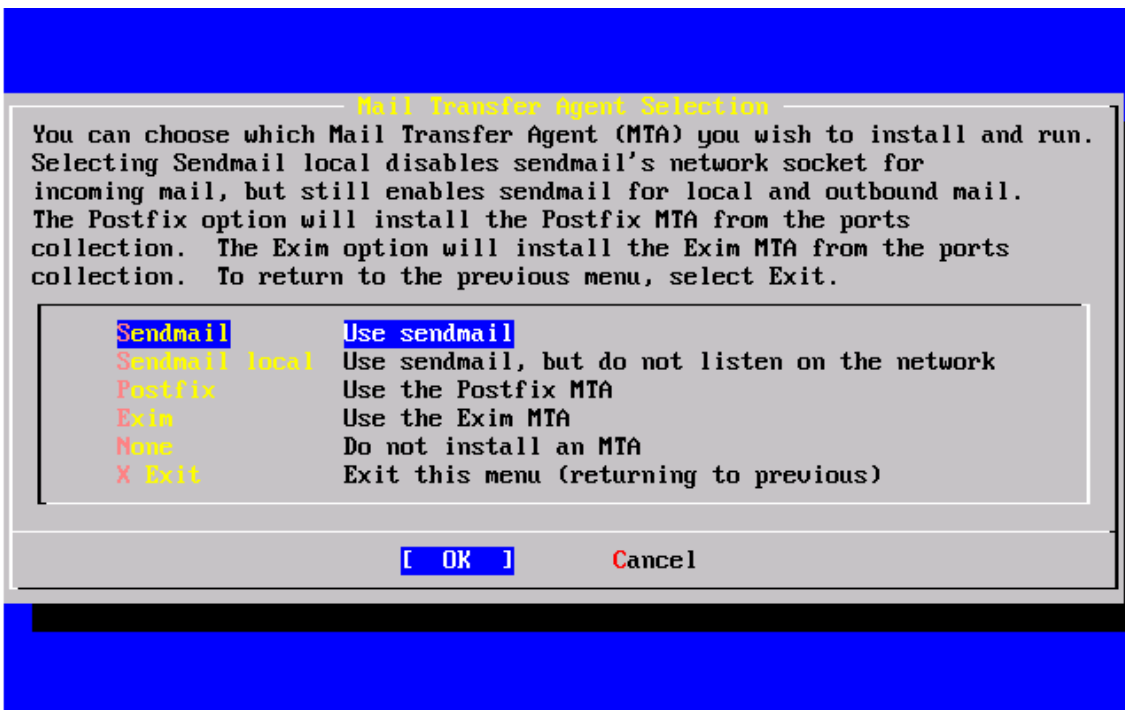 Mail Transfer Agent Selection
You can choose which Mail Transfer Agent (MTA) you wish to install and run.
Selecting Sendmail local disables sendmail's network socket for
incoming mail, but still enables sendmail for local and outbound mail.
The Postfix option will install the Postfix MTA from the ports
collection.  The Exim option will install the Exim MTA from the ports
collection.  To return to the previous menu, select Exit.
Sendmail Use sendmail
Sendmail local Use sendmail, but do not listen on the network
Postfix Use the Postfix MTA
Exim Use the Exim MTA
None Do not install an MTA
X Exit Exit this menu (returning to previous)
[ OK ] Cancel